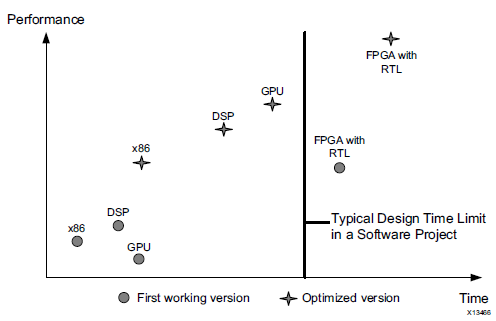 Performance
FPGA with
RTL
GPU
DSP
x86
FPGA with
RTL
x86
DSP
GPU
Typical Design Time Limit
in a Software Project
Time
First working version
Optimized version
X13466